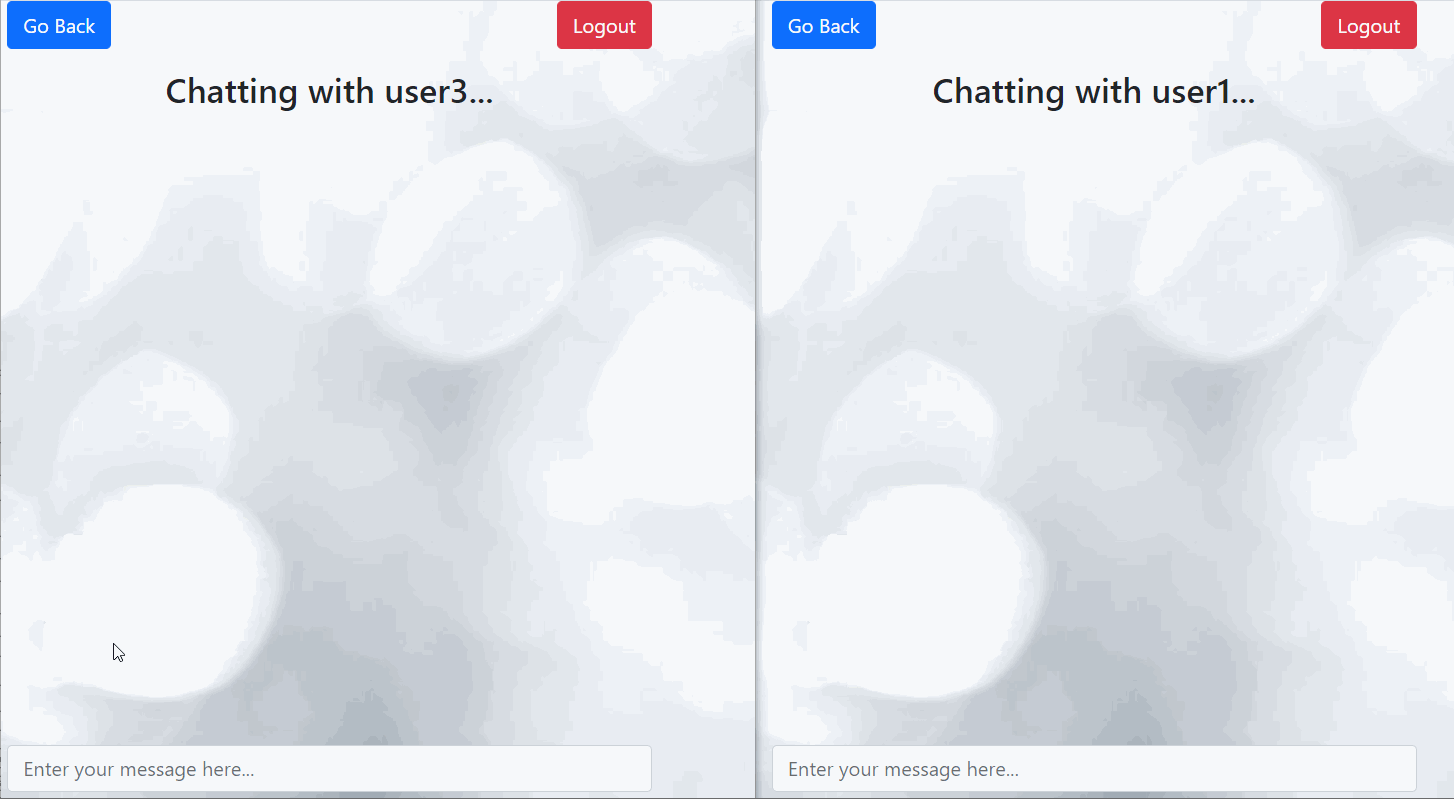 Go Back
Logout
Chatting with user3...
Enter your message here...
Go Back
Logout
Chatting with user1...
Enter your message here...